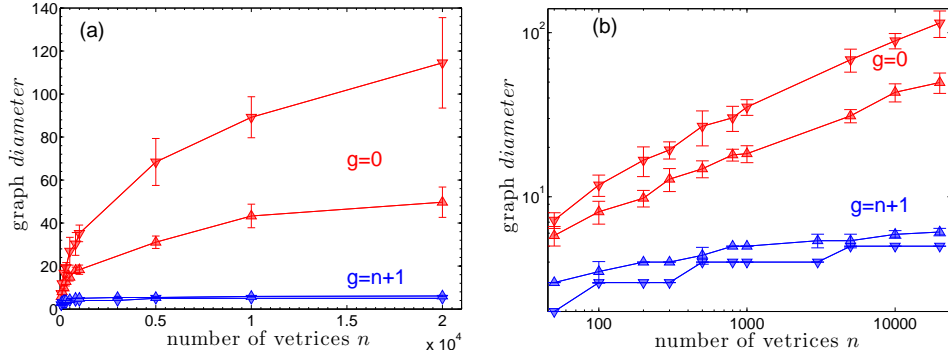 (a)
graph diameter
140
120
100
80
60
40
20
0
g=0
g=n+1
0
0.5
1
1.5
2
x 10^4
number of vetrices n
(b)
graph diameter
10^2
10^1
g=0
g=n+1
100
1000
10000
number of vetrices n